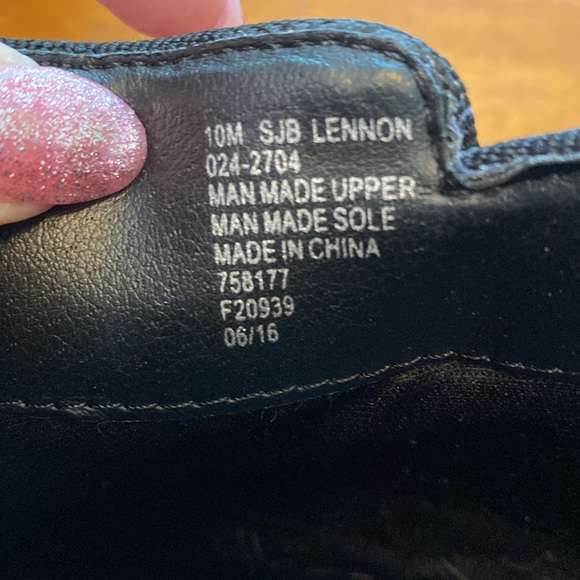 10M SJB LENNON
024-2704
MAN MADE UPPER
MAN MADE SOLE
MADE IN CHINA
758177
F20939
06/16